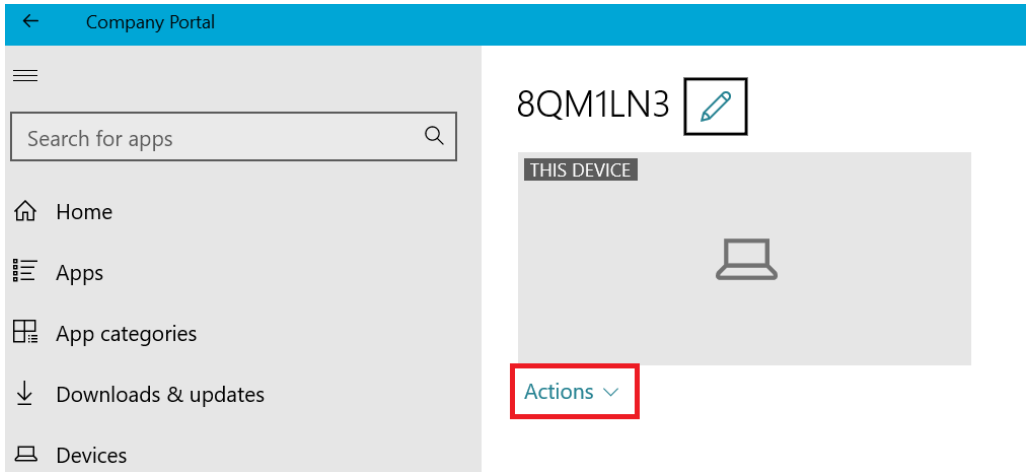 Company Portal
Search for apps
Home
Apps
App categories
Downloads & updates
Devices
8QM1LN3
THIS DEVICE
Actions